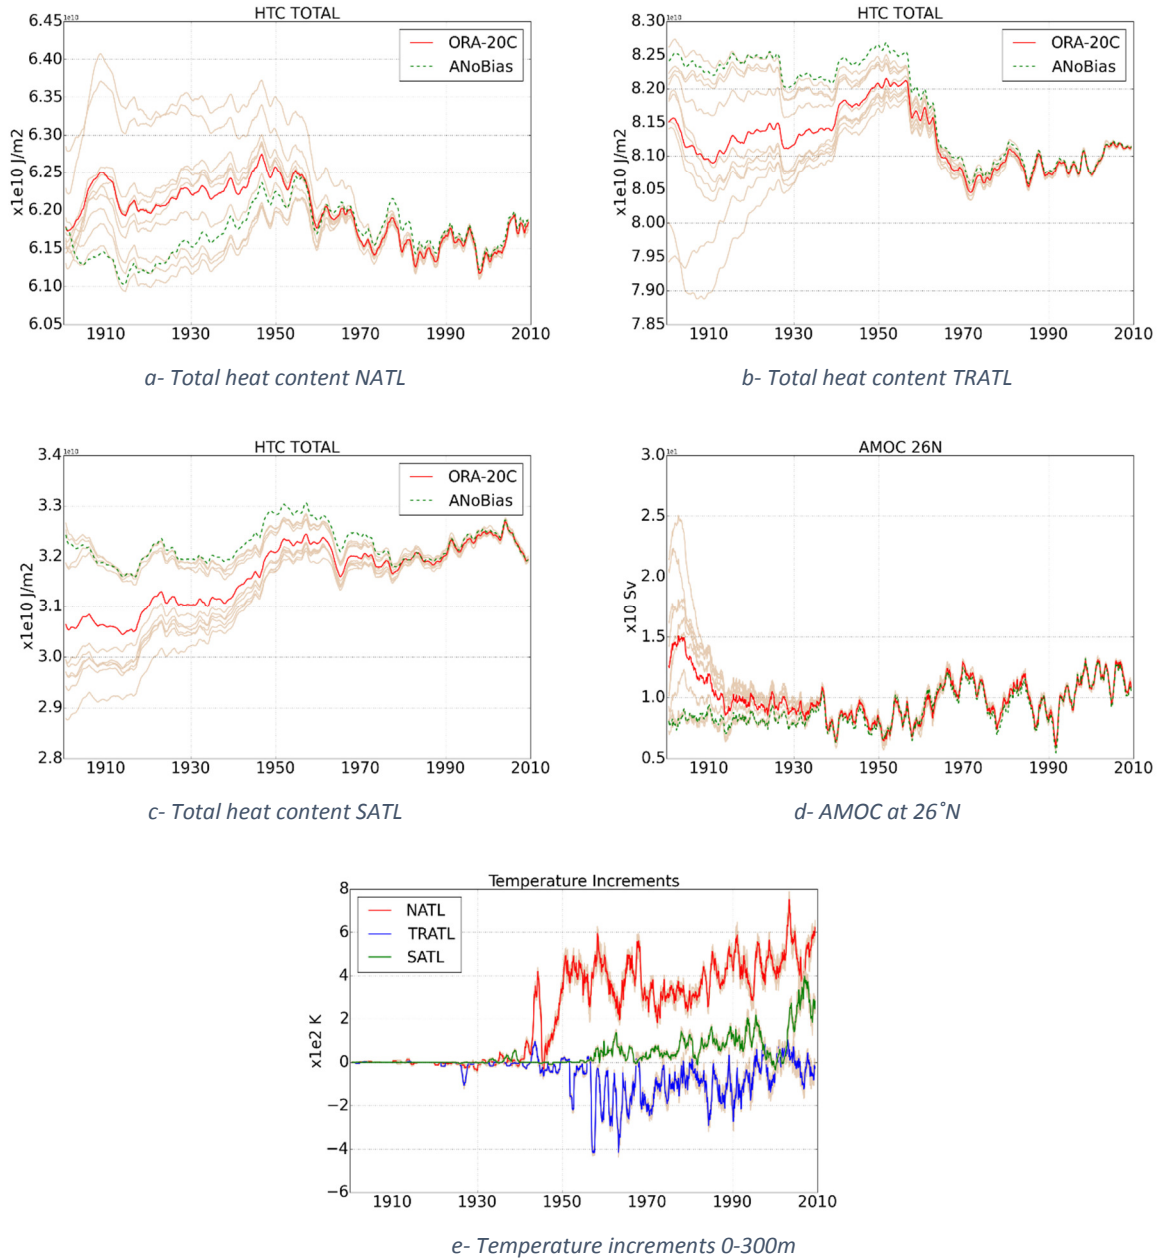 HTC TOTAL
1e10
6.45
6.40
6.35
6.30
6.25
6.20
6.15
6.10
6.05
x1e10 J/m2
ORA-20C
ANoBias
1910 1930 1950 1970 1990 2010
a- Total heat content NATL
HTC TOTAL
1e10
8.30
8.25
8.20
8.15
8.10
8.05
8.00
7.95
7.90
7.85
x1e10 J/m2
ORA-20C
ANoBias
1910 1930 1950 1970 1990 2010
b- Total heat content TRATL
HTC TOTAL
1e10
3.4
3.3
3.2
3.1
3.0
2.9
2.8
x1e10 J/m2
ORA-20C
ANoBias
1910 1930 1950 1970 1990 2010
c- Total heat content SATL
AMOC 26N
1e1
3.0
2.5
2.0
1.5
1.0
0.5
x10 Sv
1910 1930 1950 1970 1990 2010
d- AMOC at 26°N
Temperature Increments
8
6
4
2
0
−2
−4
−6
x1e2 K
NATL
TRATL
SATL
1910 1930 1950 1970 1990 2010
e- Temperature increments 0-300m